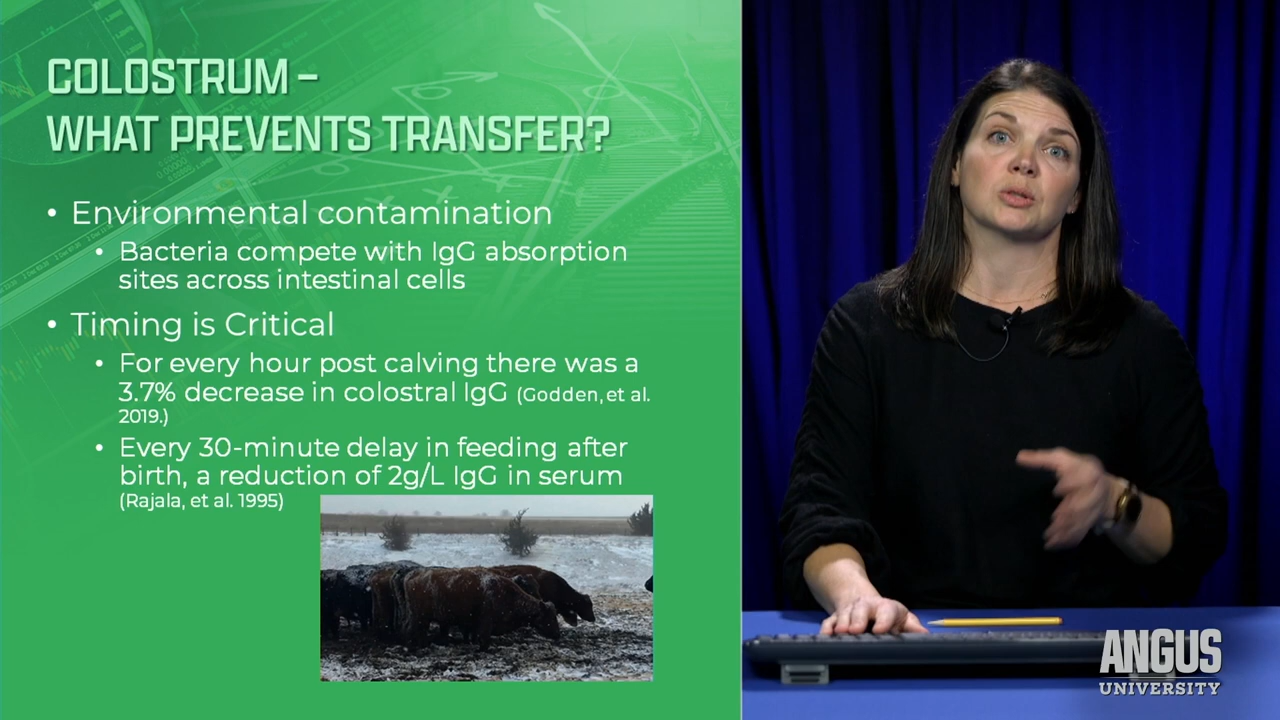 COLOSTRUM –
WHAT PREVENTS TRANSFER?
• Environmental contamination
• Bacteria compete with IgG absorption
sites across intestinal cells
• Timing is Critical
• For every hour post calving there was a
3.7% decrease in colostral IgG (Godden, et al.
2019.)
• Every 30-minute delay in feeding after
birth, a reduction of 2g/L IgG in serum
(Rajala, et al. 1995)
ANGUS
UNIVERSITY